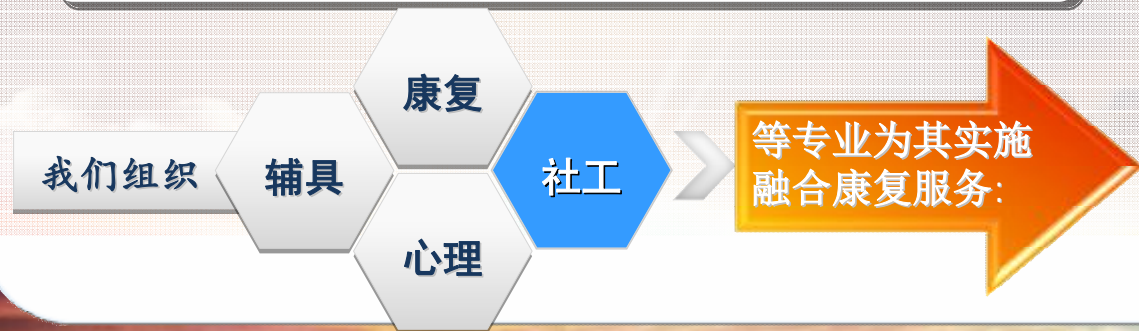 我们组织
辅具
康复
心理
社工
等专业为其实施
融合康复服务: